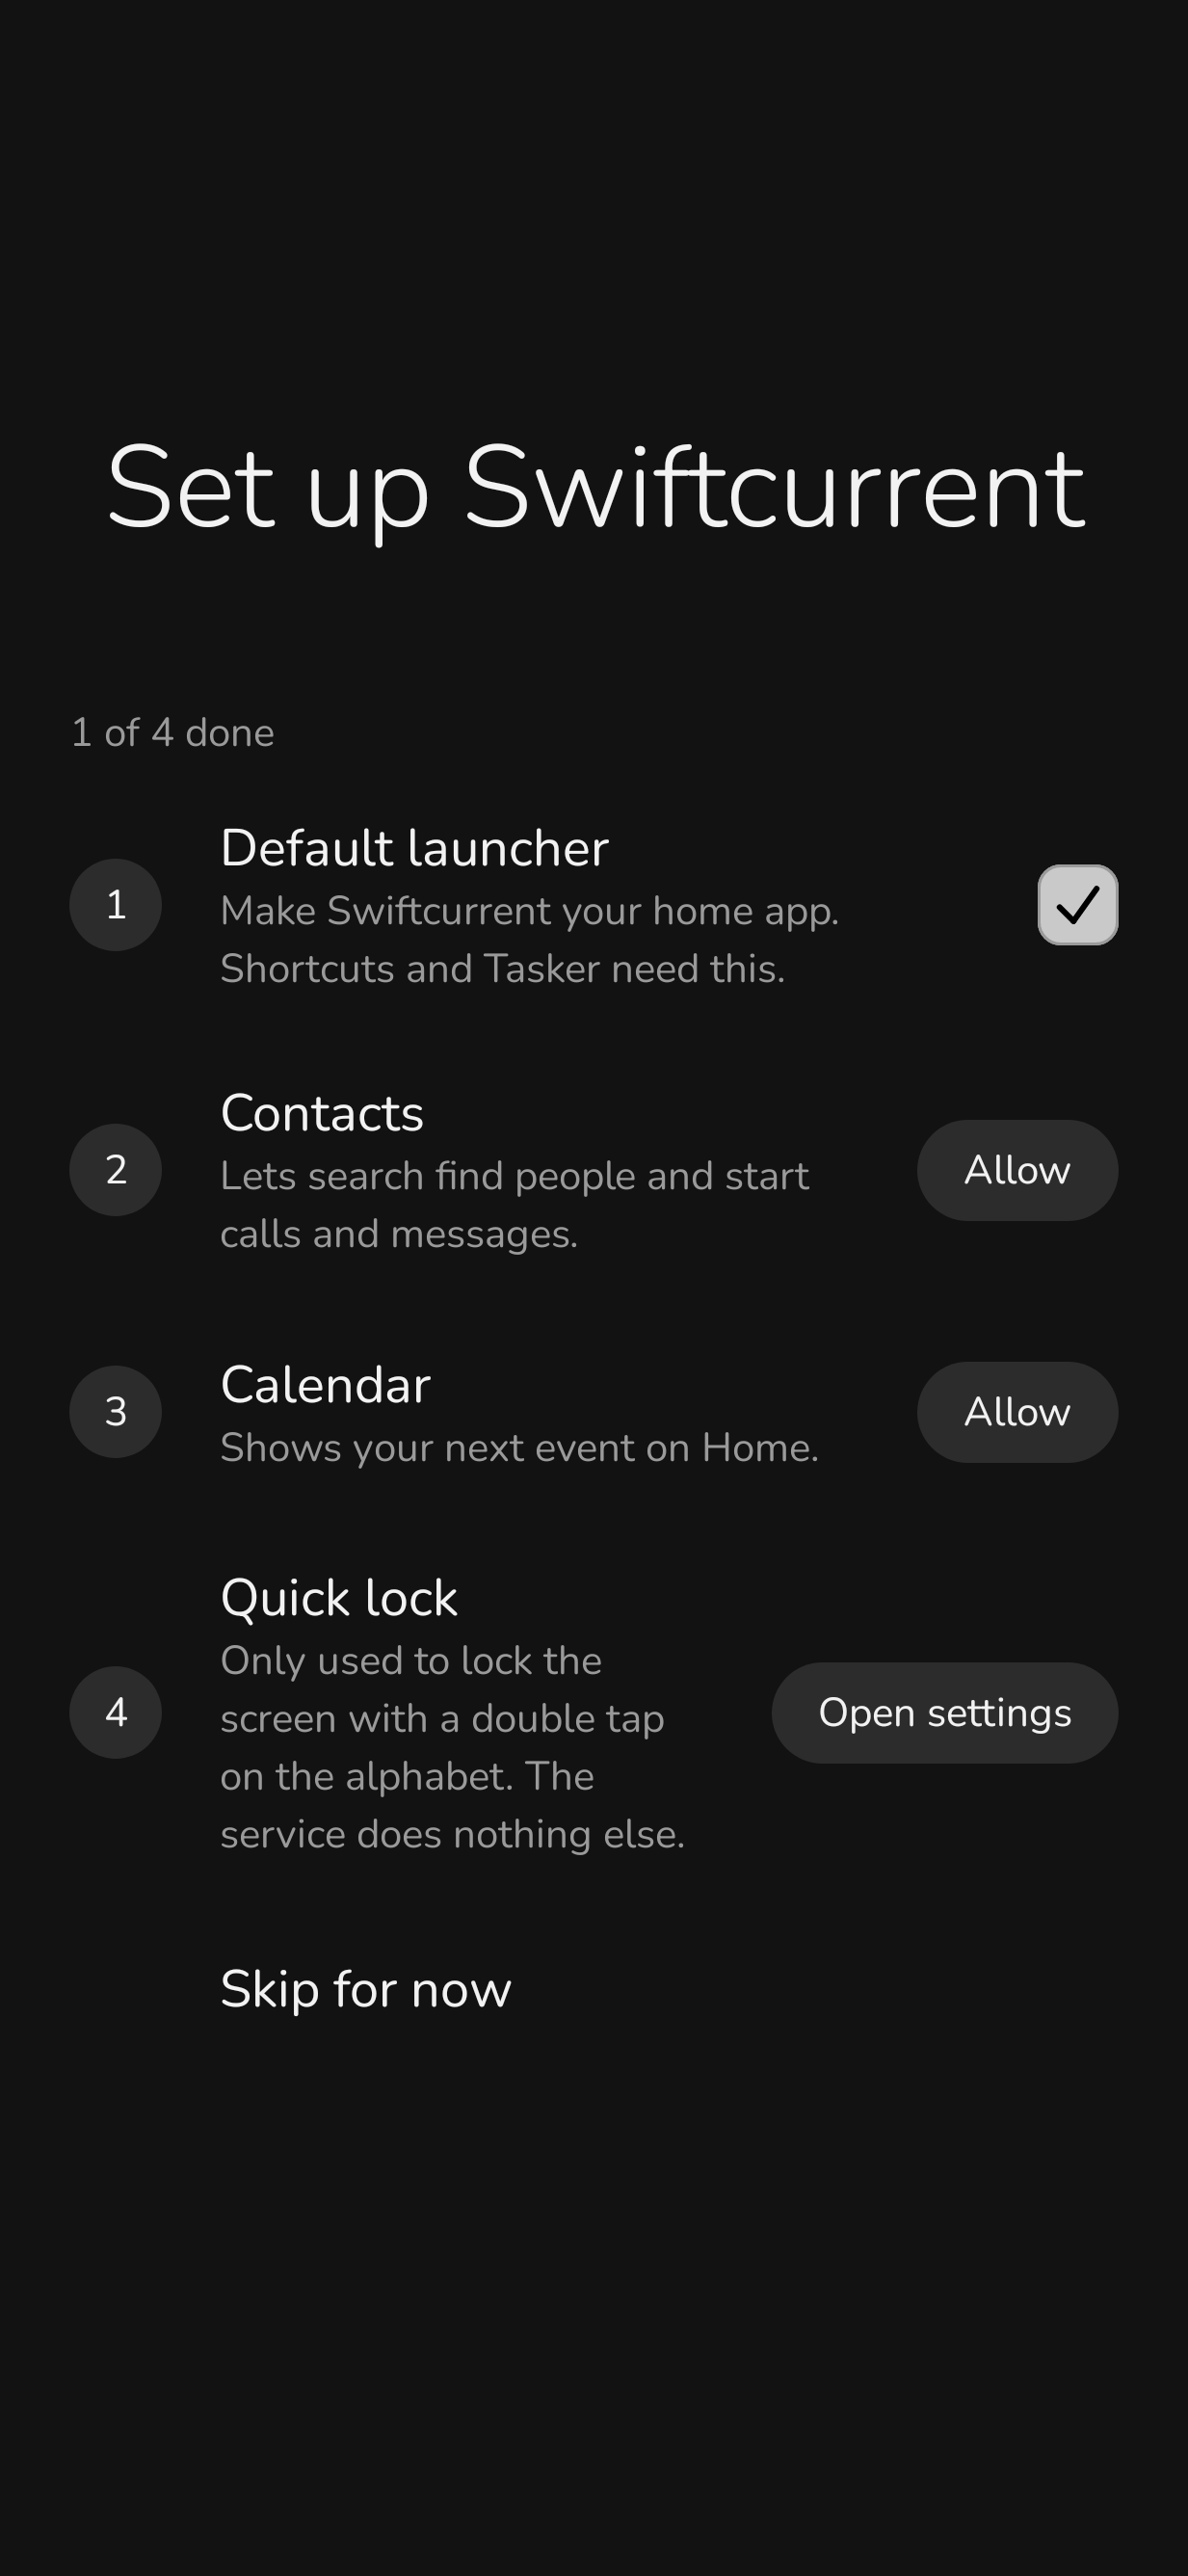 Set up Swiftcurrent
1 of 4 done
1
Default launcher
Make Swiftcurrent your home app.
Shortcuts and Tasker need this.
2
Contacts
Lets search find people and start
calls and messages.
Allow
3
Calendar
Shows your next event on Home.
Allow
4
Quick lock
Only used to lock the
screen with a double tap
on the alphabet. The
service does nothing else.
Open settings
Skip for now